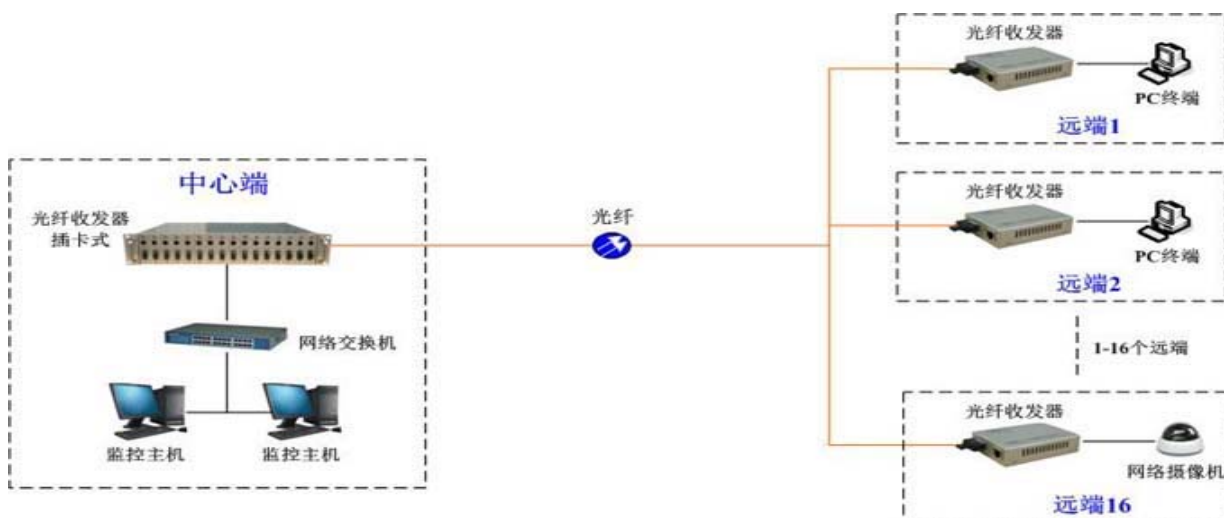 中心端
光纤收发器
插卡式
网络交换机
监控主机
监控主机
光纤
光纤收发器
PC终端
远端1
光纤收发器
PC终端
远端2
1-16个远端
光纤收发器
网络摄像机
远端16